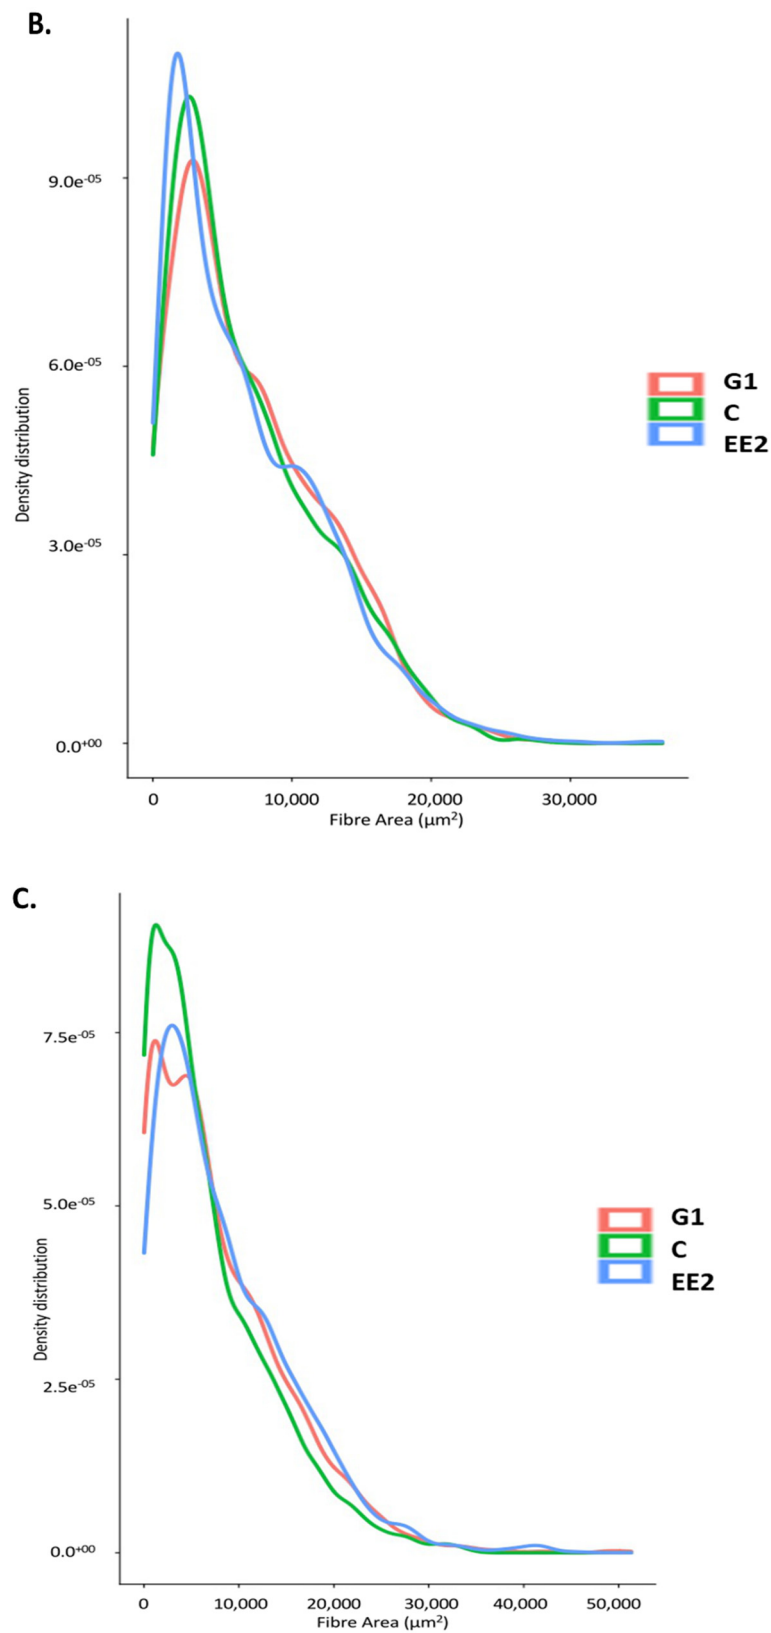 B.
9.0e-05
6.0e-05
3.0e-05
0.0+00
Density distribution
0 10,000 20,000 30,000
Fibre Area (μm2)
G1
C
EE2
C.
7.5e-05
5.0e-05
2.5e-05
0.0+00
Density distribution
0 10,000 20,000 30,000 40,000 50,000
Fibre Area (μm2)
G1
C
EE2